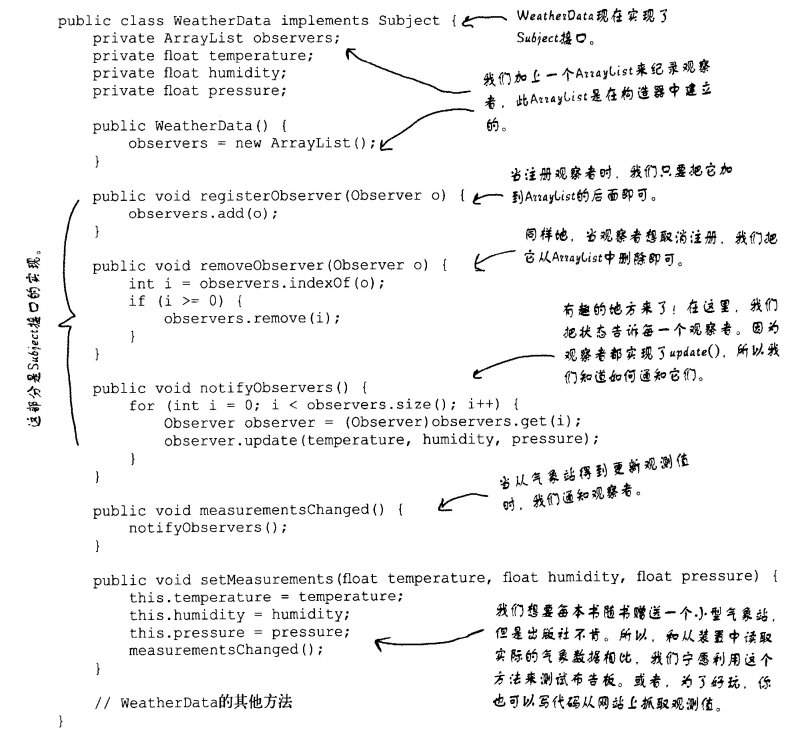 public class WeatherData implements Subject {
private ArrayList observers;
private float temperature;
private float humidity;
private float pressure;
public WeatherData() {
observers = new ArrayList();
}
public void registerObserver(Observer o) {
observers.add(o);
}
public void removeObserver(Observer o) {
int i = observers.indexOf(o);
if (i >= 0) {
observers.remove(i);
}
}
public void notifyObservers() {
for (int i = 0; i < observers.size(); i++) {
Observer observer = (Observer)observers.get(i);
observer.update(temperature, humidity, pressure);
}
}
public void measurementsChanged() {
notifyObservers();
}
public void setMeasurements(float temperature, float humidity, float pressure) {
this.temperature = temperature;
this.humidity = humidity;
this.pressure = pressure;
measurementsChanged();
}
// WeatherData的其他方法
}
WeatherData现在实现了
Subject接口。
我们加上一个ArrayList来纪录观察
者，此ArrayList是在构造器中建立
的。
当注册观察者时，我们只要把它加
到ArrayList的后面即可。
同样地，当观察者想取消注册，我们把
它从ArrayList中删除即可。
有趣的地方来了！在这里，我们
把状态告诉每一个观察者。因为
观察者都实现了update()，所以我
们知道如何通知它们。
当从气象站得到更新观测值
时，我们通知观察者。
我们想要每本书随书赠送一个小型气象站，
但是出版社不肯。所以，和从装置中读取
实际的气象数据相比，我们宁愿利用这个
方法来测试布告板。或者，为了好玩，你
也可以写代码从网站上抓取观测值。
这部分是Subject接口的实现。